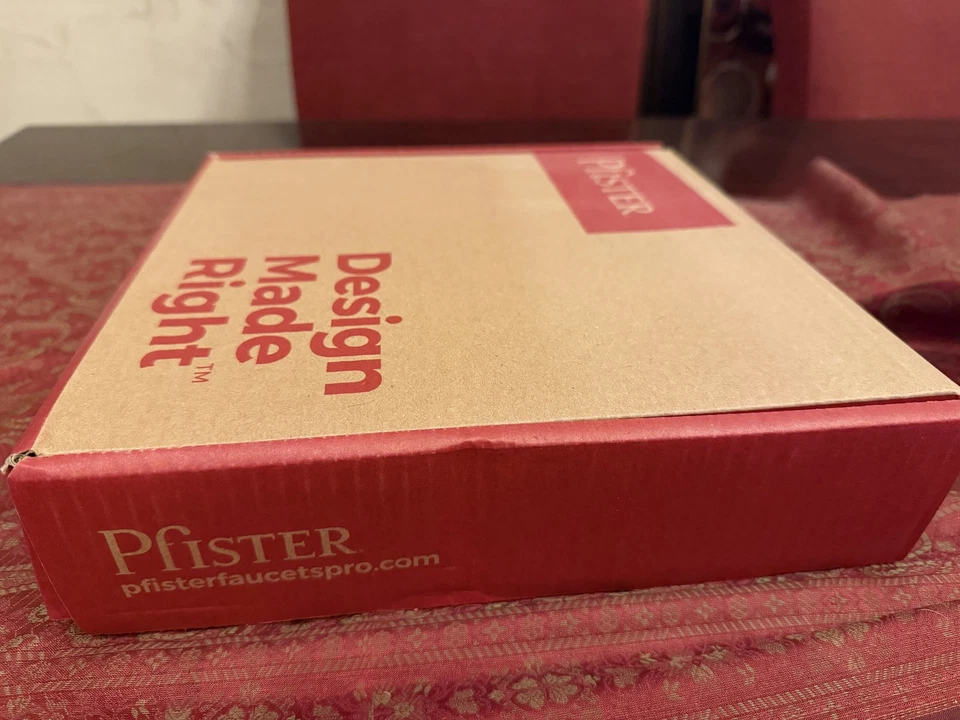 Pfister
Design
Made
Right™
Pfister
pfisterfaucetspro.com